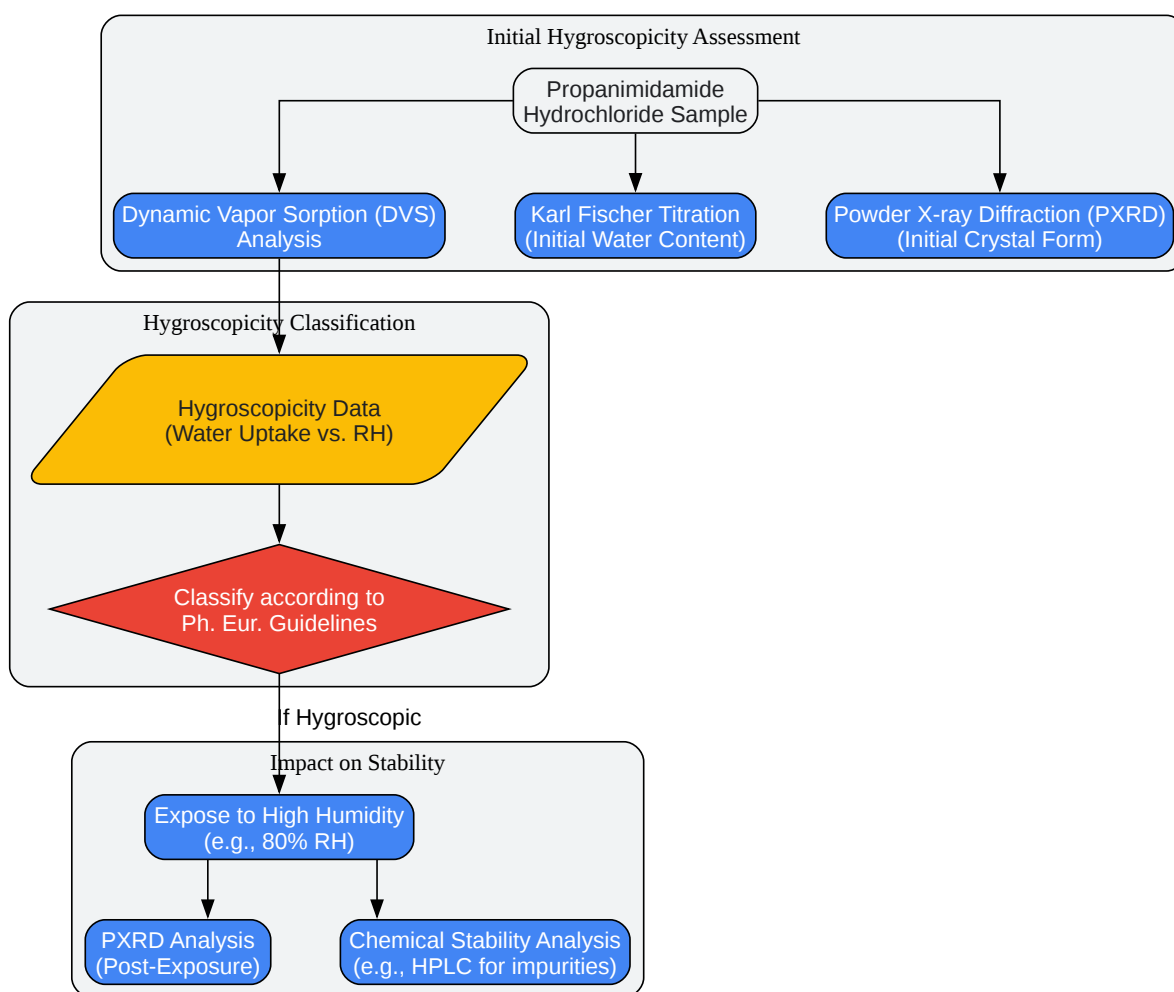 Initial Hygroscopicity Assessment
Propanimidamide
Hydrochloride Sample
Dynamic Vapor Sorption (DVS)
Analysis
Karl Fischer Titration
(Initial Water Content)
Powder X-ray Diffraction (PXRD)
(Initial Crystal Form)
Hygroscopicity Classification
Hygroscopicity Data
(Water Uptake vs. RH)
Classify according to
Ph. Eur. Guidelines
If Hygroscopic
Impact on Stability
Expose to High Humidity
(e.g., 80% RH)
PXRD Analysis
(Post-Exposure)
Chemical Stability Analysis
(e.g., HPLC for impurities)